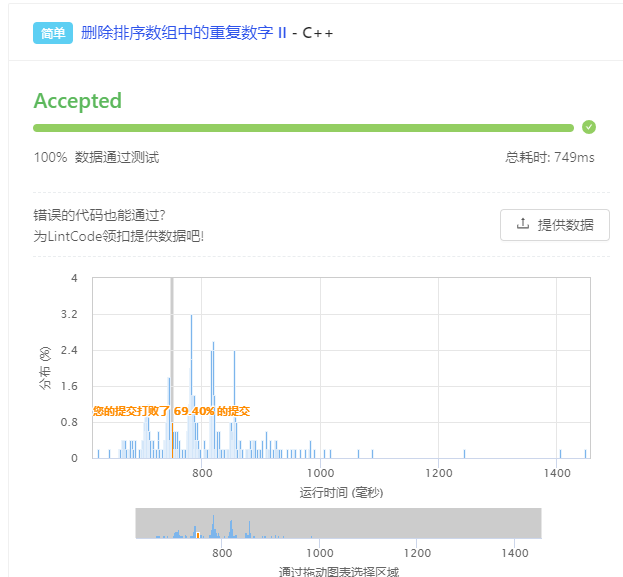 简单 删除排序数组中的重复数字 II - C++
Accepted
100% 数据通过测试 总耗时: 749ms
错误的代码也能通过?
为LintCode领扣提供数据吧!
提供数据
4
3.2
2.4
1.6
0.8
0
分布 (%)
您的提交打败了 69.40% 的提交
800 1000 1200 1400
运行时间 (毫秒)
800 1000 1200 1400
通过拖动图表选择区域